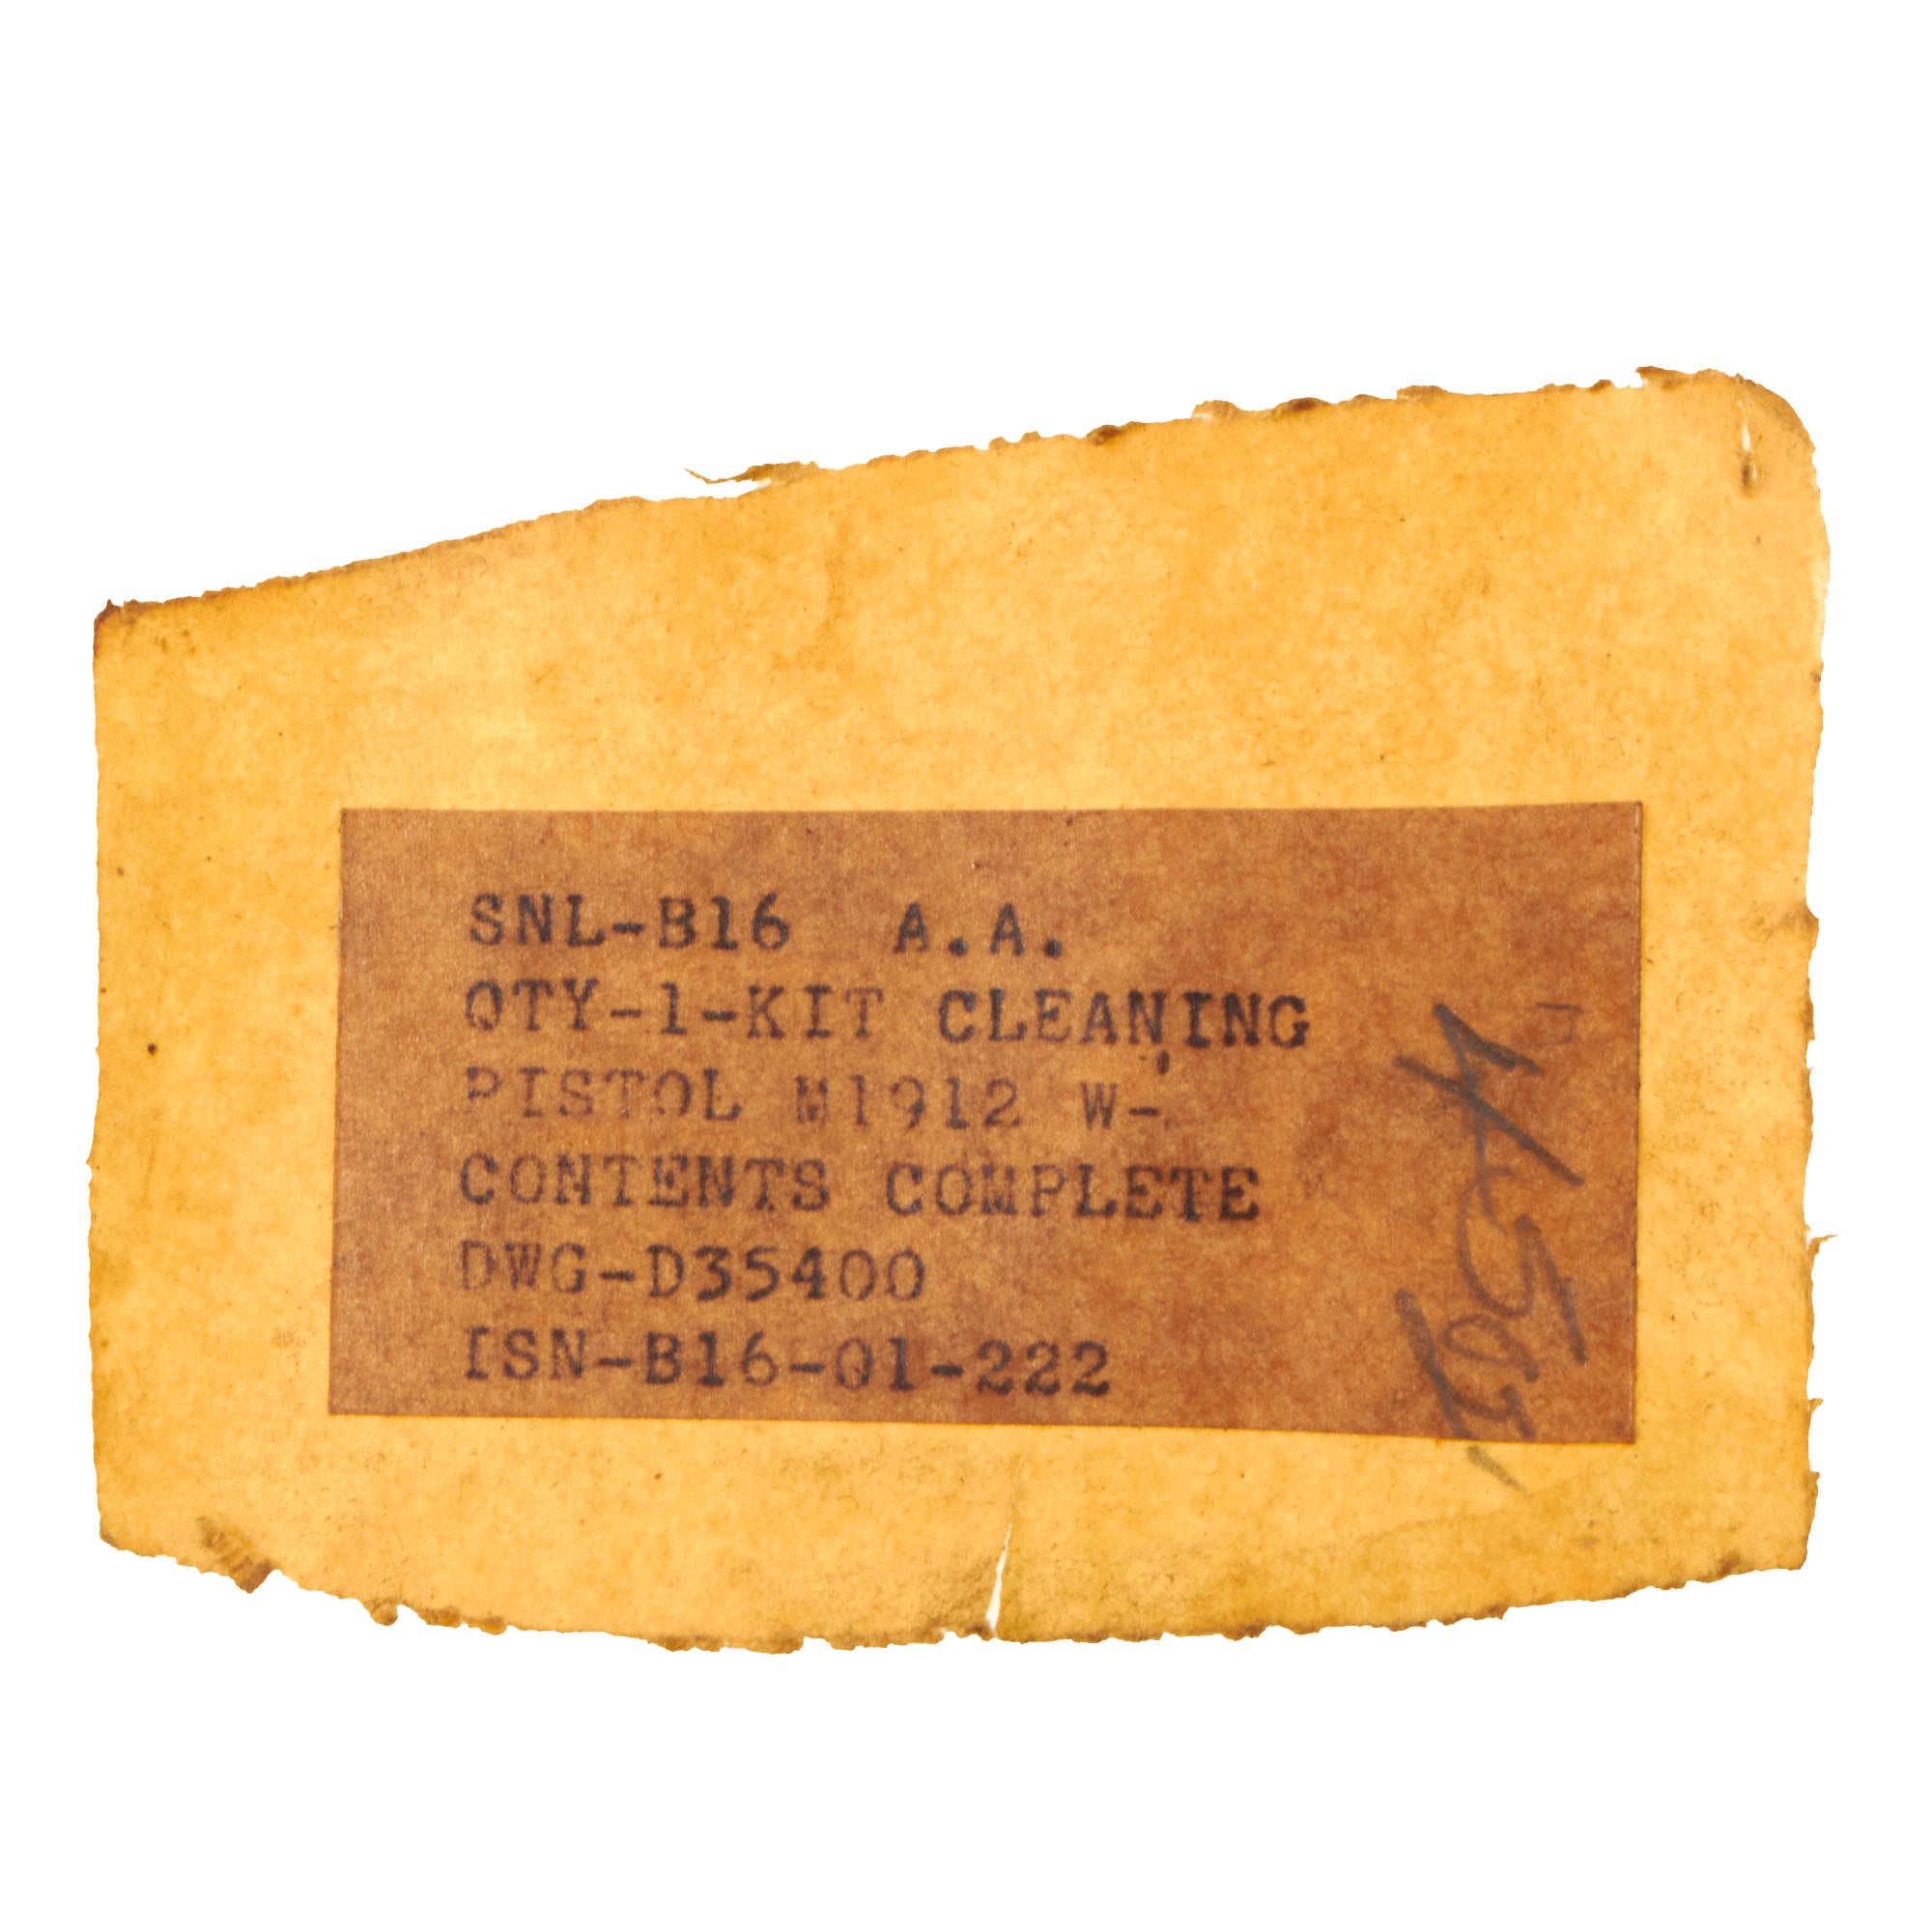 SNL-B16 A.A.
QTY-1-KIT CLEANING
PISTOL M1912 W-
CONTENTS COMPLETE
DWG-D35400
ISN-B16-01-222